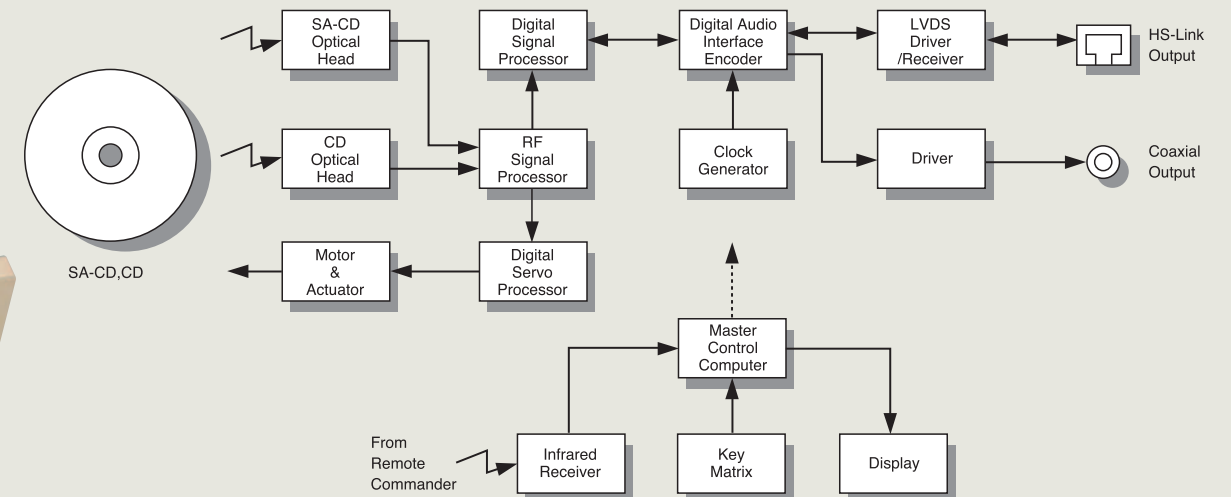 SA-CD
Optical
Head
Digital
Signal
Processor
Digital Audio
Interface
Encoder
LVDS
Driver
/Receiver
HS-Link
Output
CD
Optical
Head
RF
Signal
Processor
Clock
Generator
Driver
Coaxial
Output
SA-CD,CD
Motor
&
Actuator
Digital
Servo
Processor
Master
Control
Computer
From
Remote
Commander
Infrared
Receiver
Key
Matrix
Display